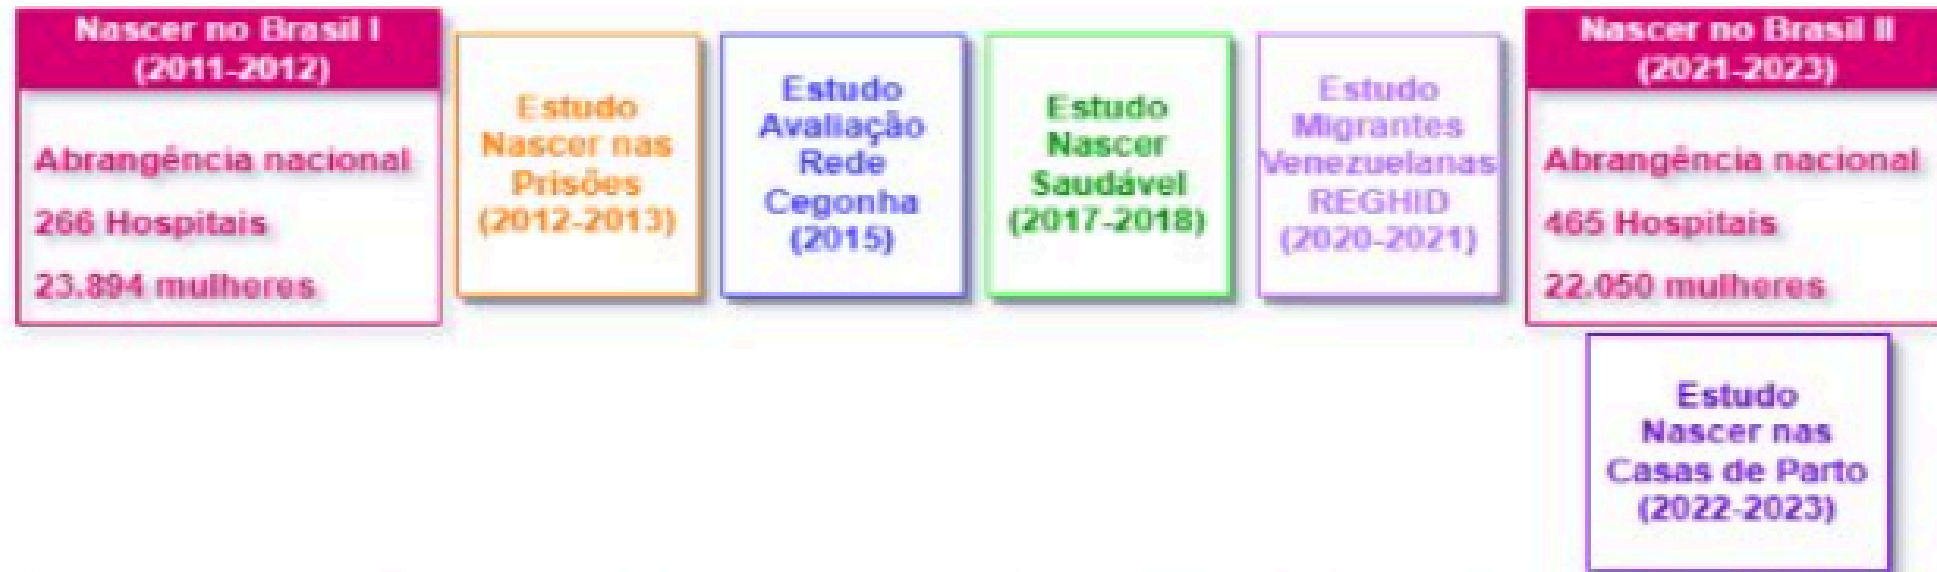 Nascer no Brasil I
(2011-2012)
Abrangência nacional
266 Hospitais
23.894 mulheres
Estudo
Nascer nas
Prisões
(2012-2013)
Estudo
Avaliação
Rede
Cegonha
(2015)
Estudo
Nascer
Saudável
(2017-2018)
Estudo
Migrantes
Venezuelanas
REGHID
(2020-2021)
Nascer no Brasil II
(2021-2023)
Abrangência nacional
465 Hospitais
22.050 mulheres
Estudo
Nascer nas
Casas de Parto
(2022-2023)